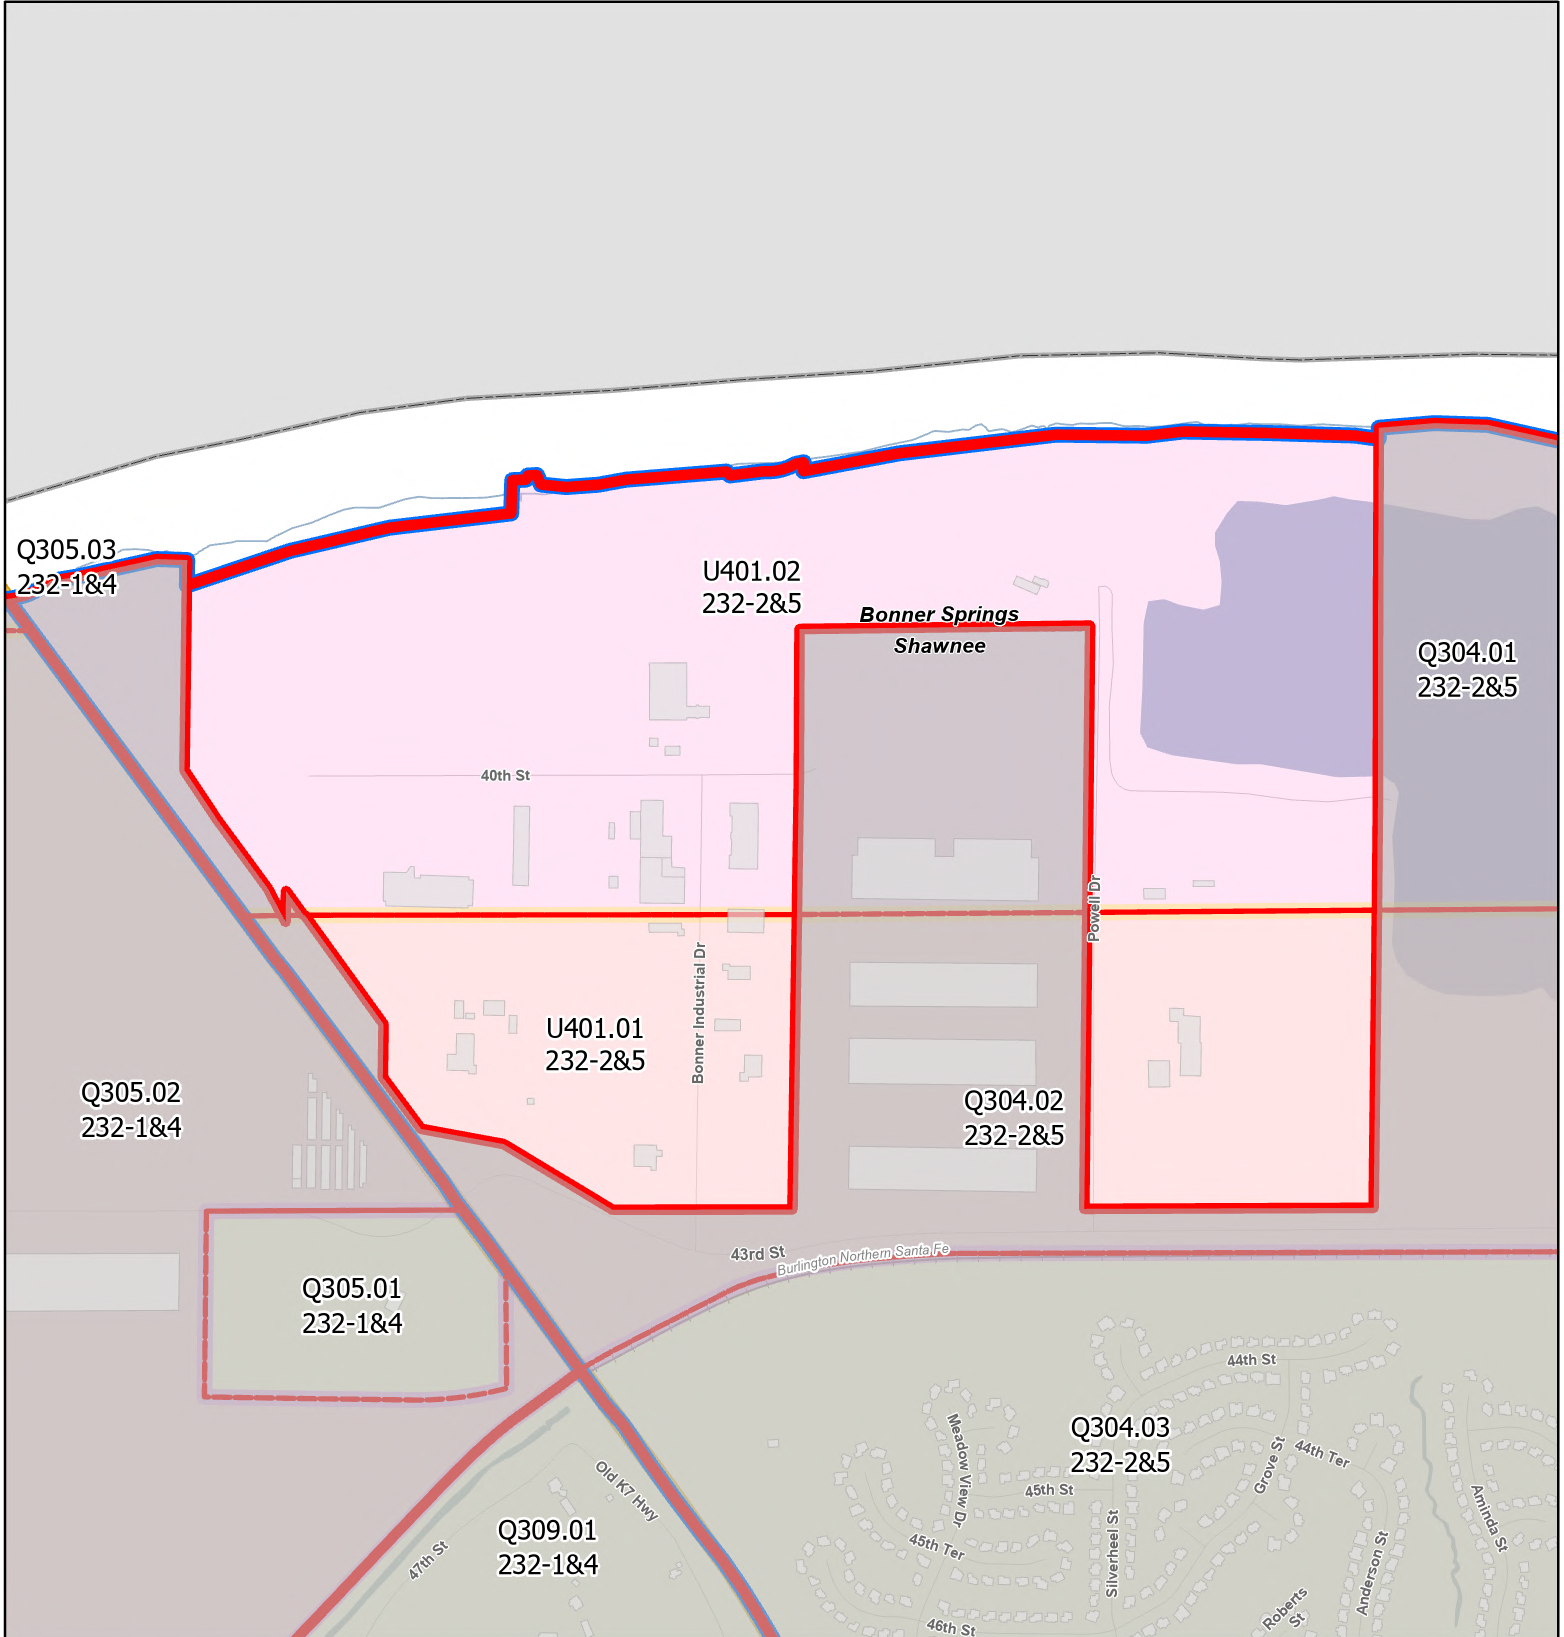 Q305.03
232-1&4
U401.02
232-2&5
Bonner Springs
Shawnee
Q304.01
232-2&5
40th St
Powell Dr
Bonner Industrial Dr
U401.01
232-2&5
Q305.02
232-1&4
Q304.02
232-2&5
43rd St
Burlington Northern Santa Fe
Q305.01
232-1&4
44th St
Q304.03
232-2&5
Meadow View Dr
Grove St
44th Ter
Old K7 Hwy
45th St
Aminda St
Q309.01
232-1&4
47th St
45th Ter
Silverheel St
Anderson St
Roberts
St
46th St